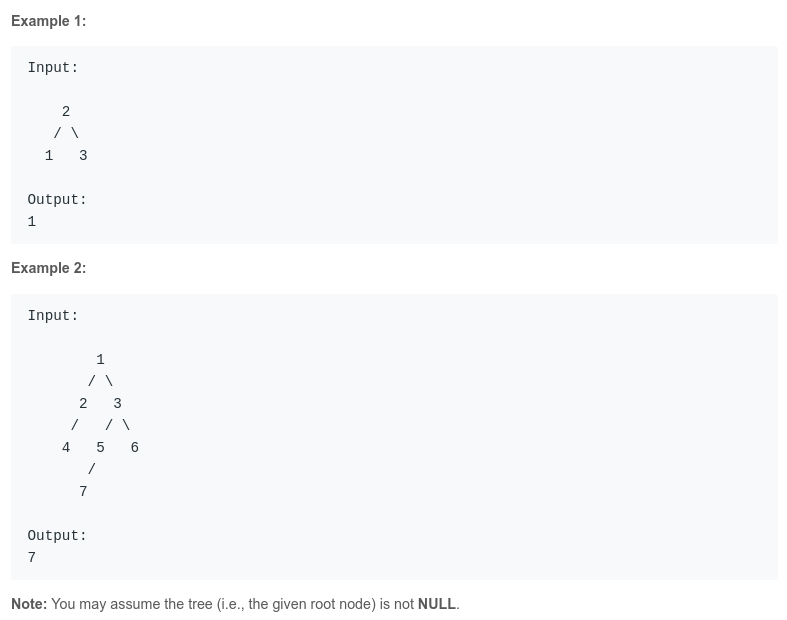 Example 1:
Input:
    2
   / \
  1   3
Output:
1
Example 2:
Input:
        1
       / \
      2   3
     /   / \
    4   5   6
       /
      7
Output:
7
Note: You may assume the tree (i.e., the given root node) is not NULL.